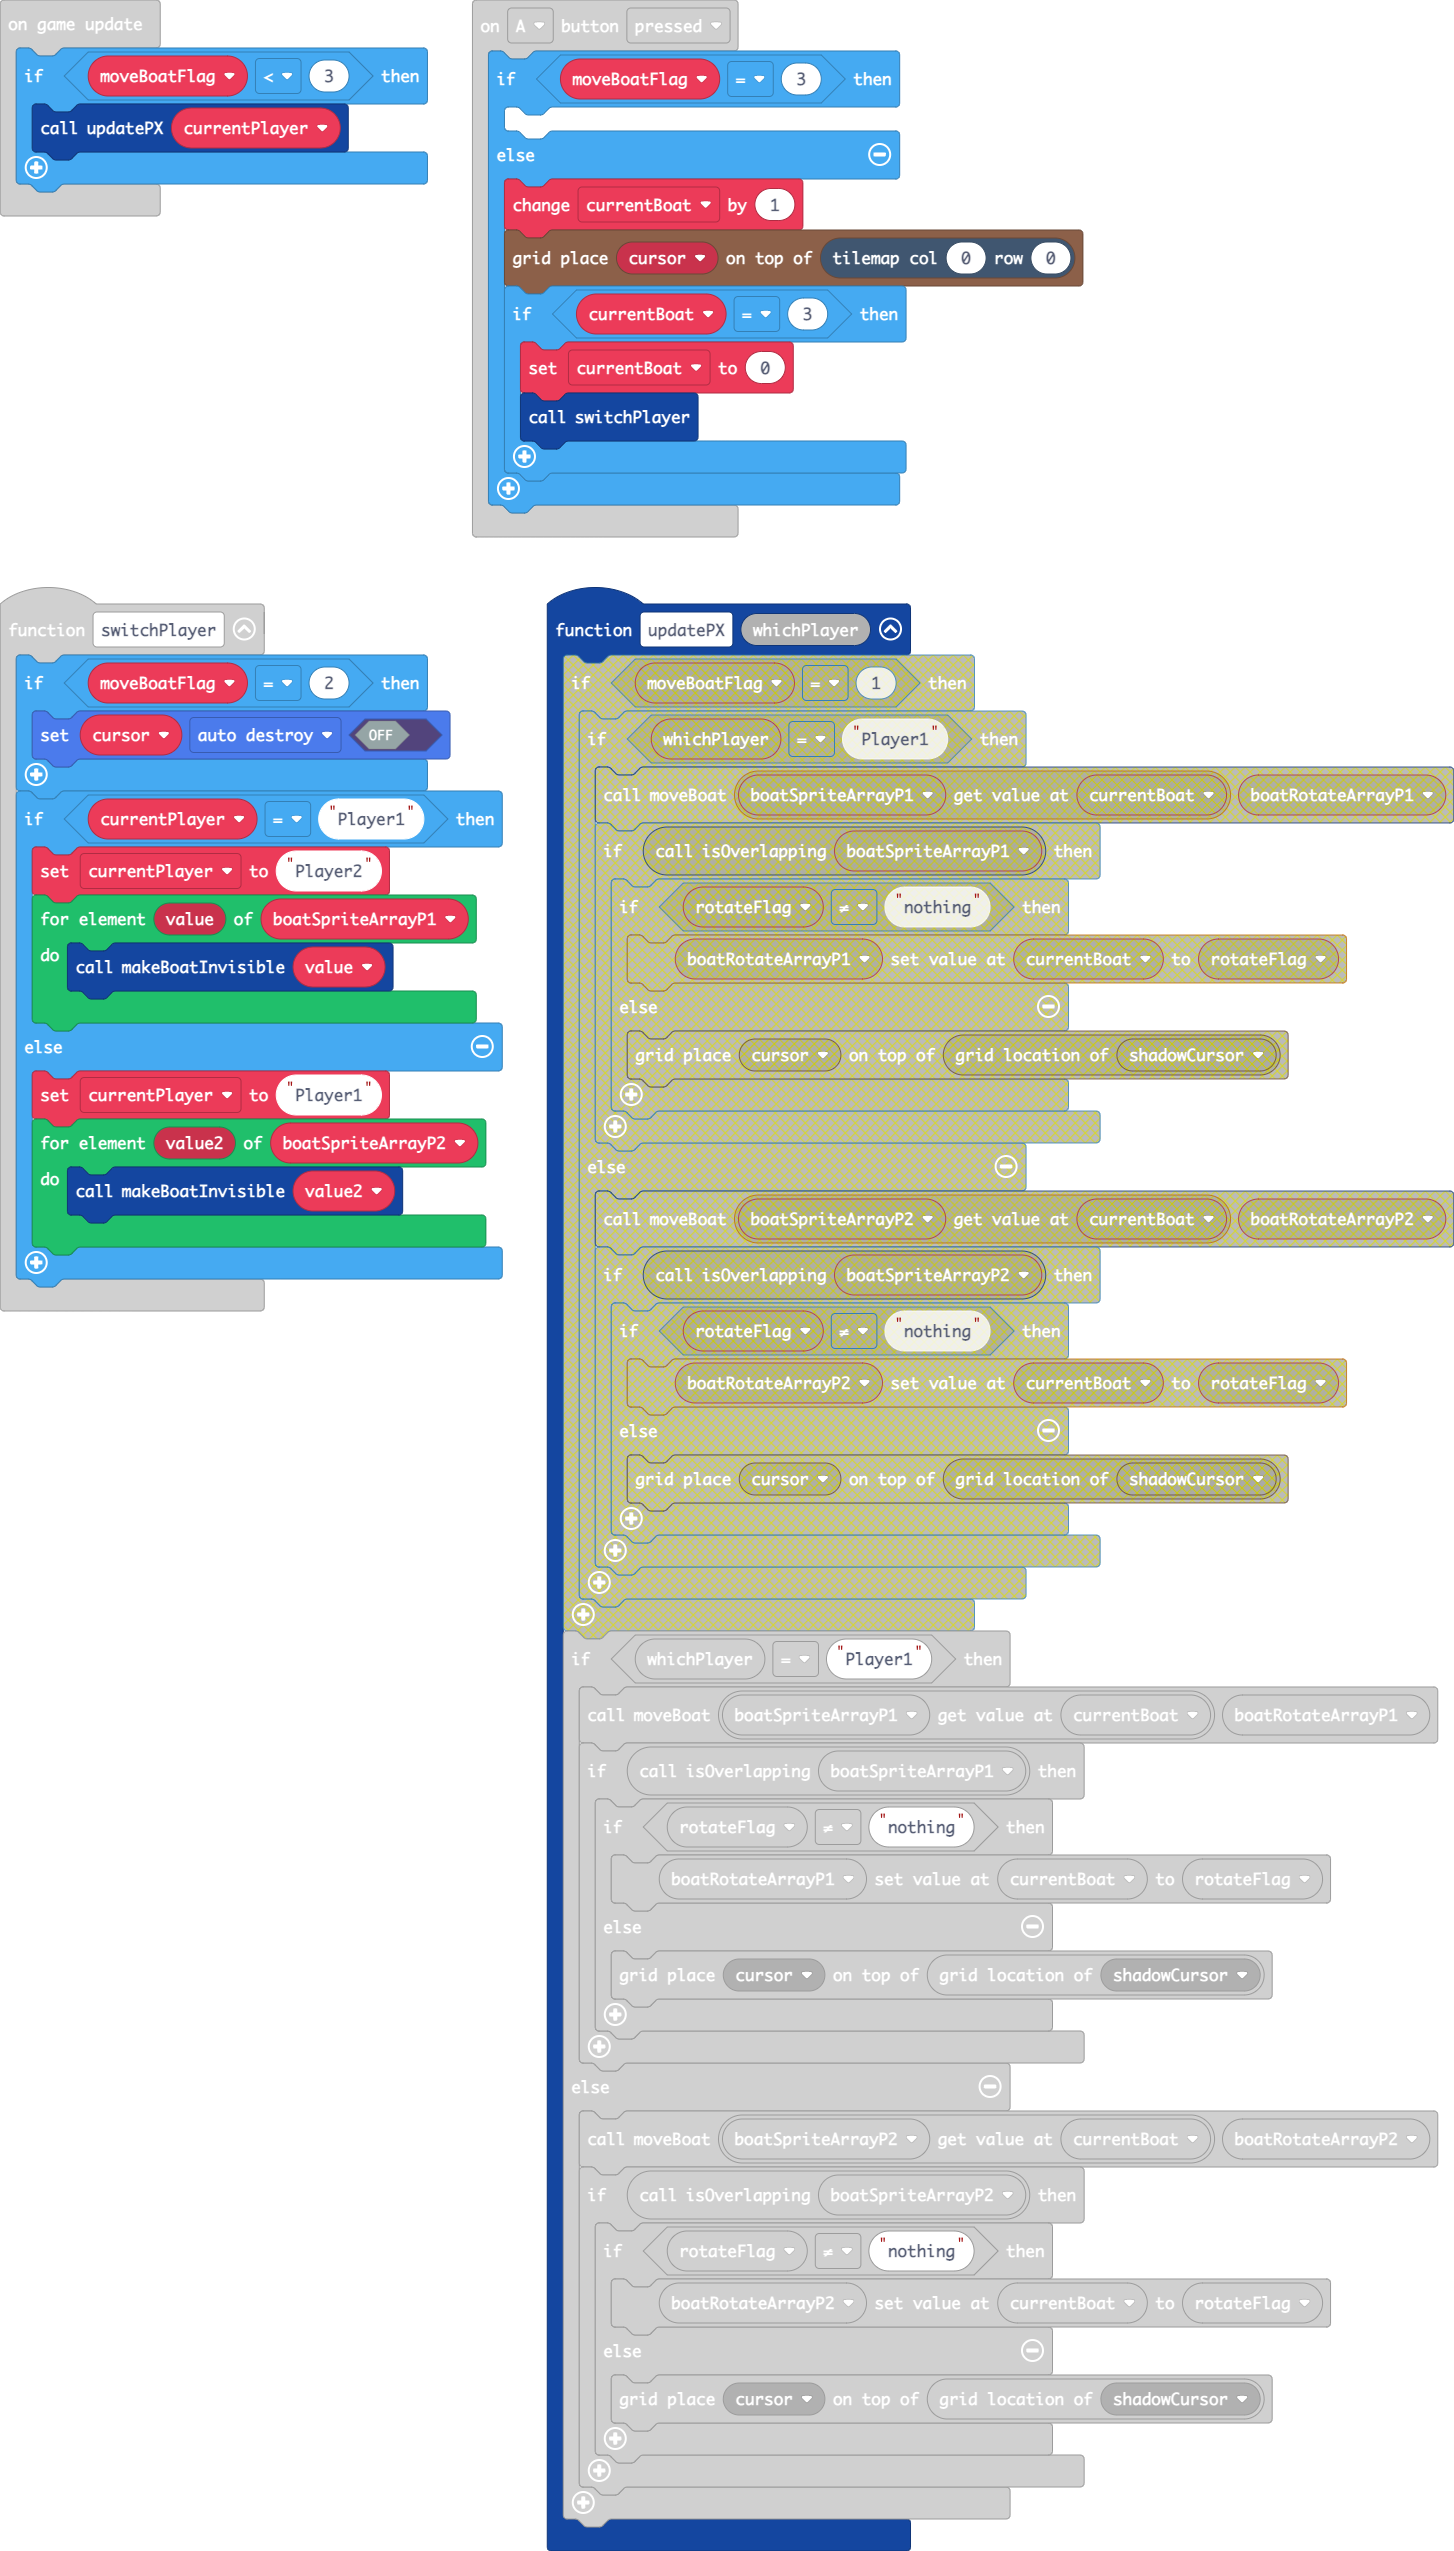 on game update
if moveBoatFlag < 3 then
call updatePX currentPlayer
on A button pressed
if moveBoatFlag = 3 then
else
change currentBoat by 1
grid place cursor on top of tilemap col 0 row 0
if currentBoat = 3 then
set currentBoat to 0
call switchPlayer
function switchPlayer
if moveBoatFlag = 2 then
set cursor auto destroy OFF
if currentPlayer = "Player1" then
set currentPlayer to "Player2"
for element value of boatSpriteArrayP1
do call makeBoatInvisible value
else
set currentPlayer to "Player1"
for element value2 of boatSpriteArrayP2
do call makeBoatInvisible value2
function updatePX whichPlayer
if moveBoatFlag = 1 then
if whichPlayer = "Player1" then
call moveBoat boatSpriteArrayP1 get value at currentBoat boatRotateArrayP1
if call isOverlapping boatSpriteArrayP1 then
if rotateFlag ≠ "nothing" then
boatRotateArrayP1 set value at currentBoat to rotateFlag
else
grid place cursor on top of grid location of shadowCursor
else
call moveBoat boatSpriteArrayP2 get value at currentBoat boatRotateArrayP2
if call isOverlapping boatSpriteArrayP2 then
if rotateFlag ≠ "nothing" then
boatRotateArrayP2 set value at currentBoat to rotateFlag
else
grid place cursor on top of grid location of shadowCursor
if whichPlayer = "Player1" then
call moveBoat boatSpriteArrayP1 get value at currentBoat boatRotateArrayP1
if call isOverlapping boatSpriteArrayP1 then
if rotateFlag ≠ "nothing" then
boatRotateArrayP1 set value at currentBoat to rotateFlag
else
grid place cursor on top of grid location of shadowCursor
else
call moveBoat boatSpriteArrayP2 get value at currentBoat boatRotateArrayP2
if call isOverlapping boatSpriteArrayP2 then
if rotateFlag ≠ "nothing" then
boatRotateArrayP2 set value at currentBoat to rotateFlag
else
grid place cursor on top of grid location of shadowCursor